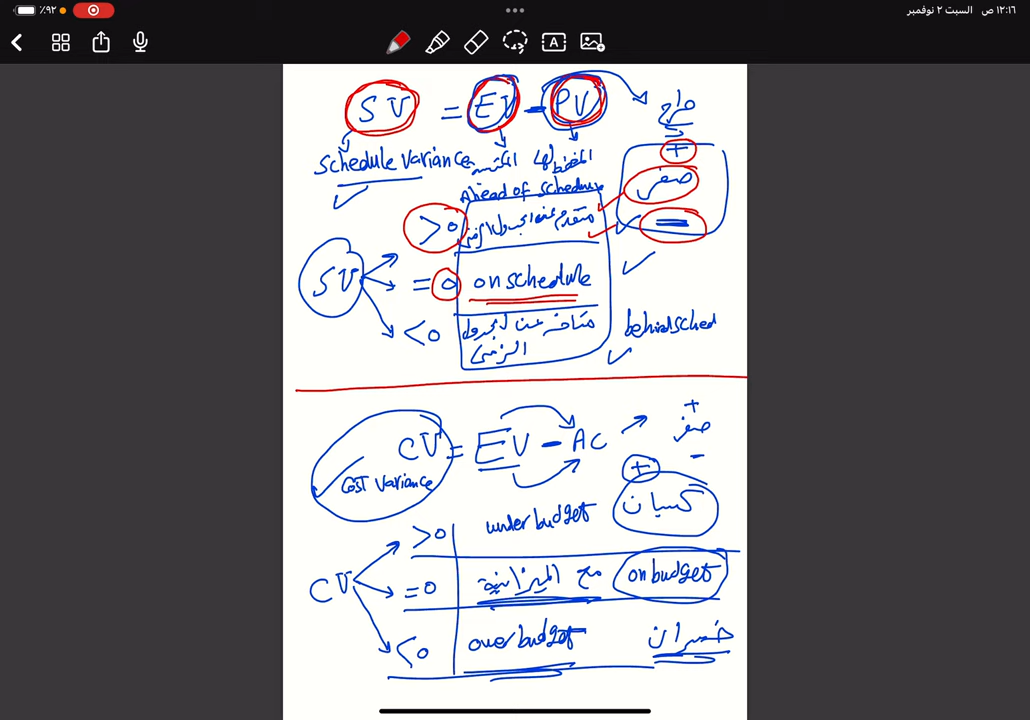 ٩٢٪
١٢:١٦ ص السبت ٢ نوفمبر
A
SV = EV - PV
ناتج
+
صفر
-
Schedule Variance المكتسبة المخطط لها
Ahead of schedule
SV
>0 متقدم عن الجدول الزمني
=0 on schedule
<0 متأخر عن الجدول الزمني
behind sched
CV = EV - AC
+
صفر
-
Cost Variance
+
كسبان
CV
>0 under budget
=0 مع الميزانية on budget
<0 over budget خسران